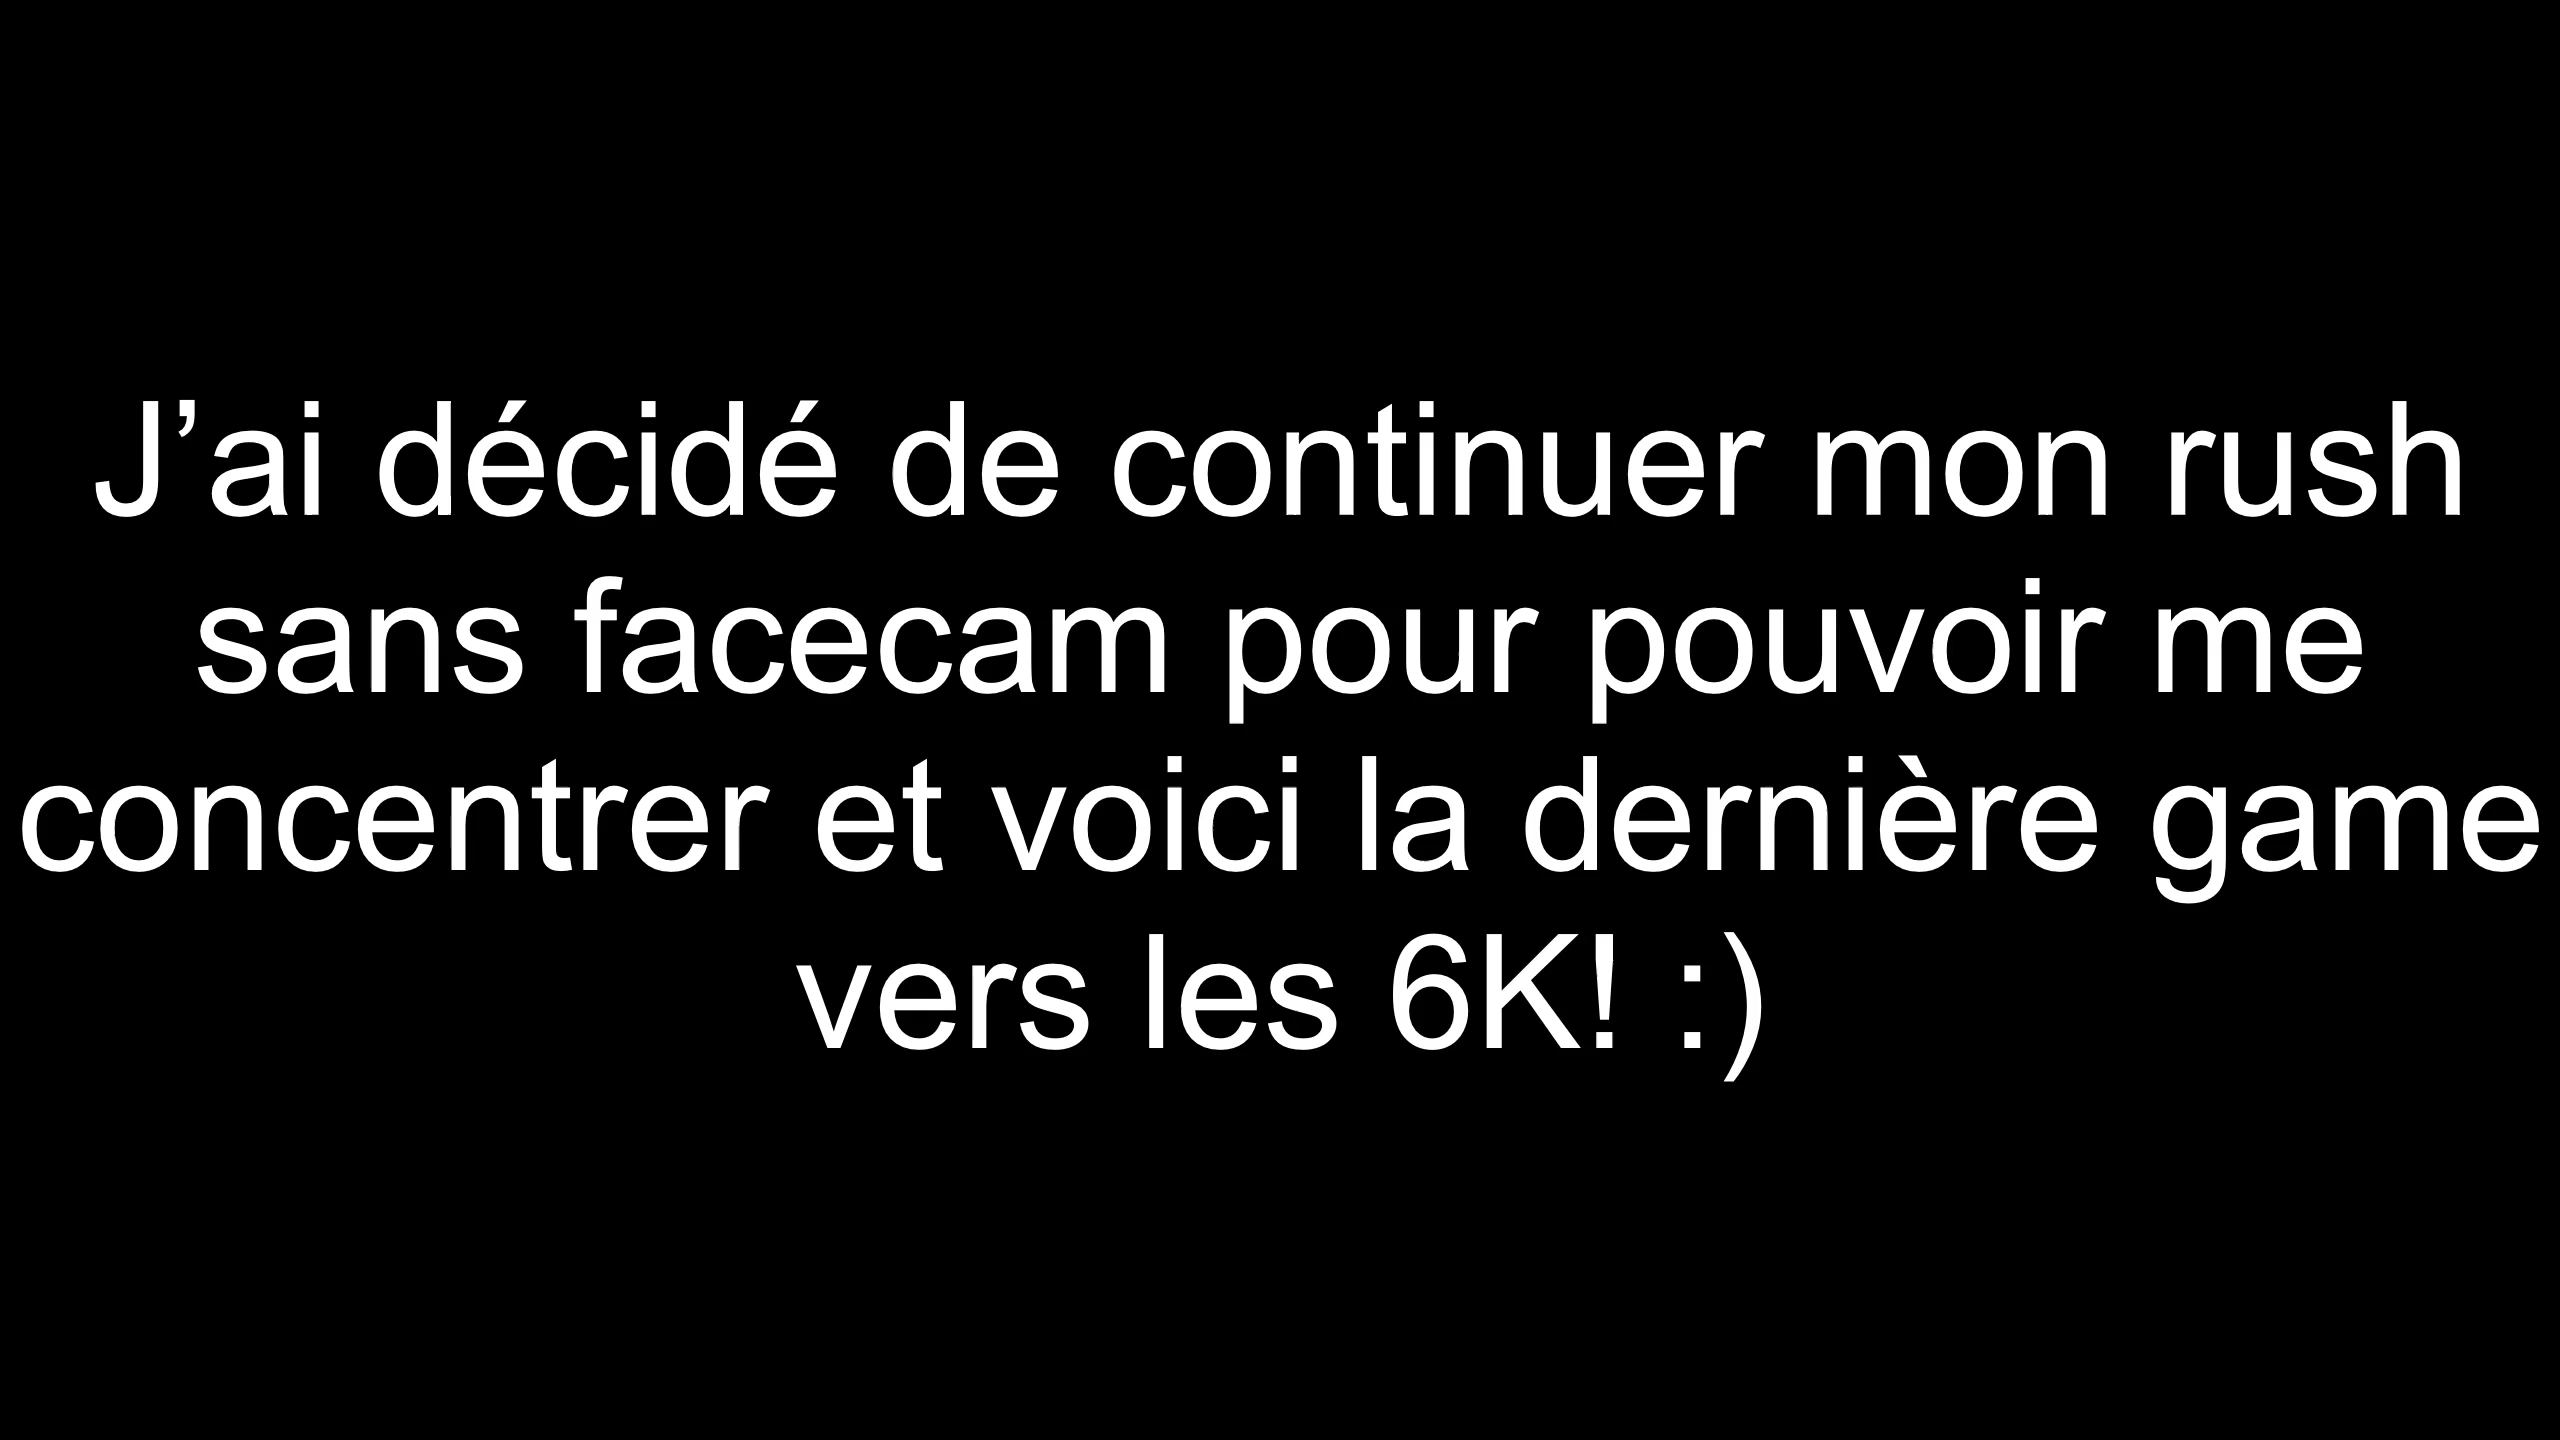 J’ai décidé de continuer mon rush
sans facecam pour pouvoir me
concentrer et voici la dernière game
vers les 6K! :)